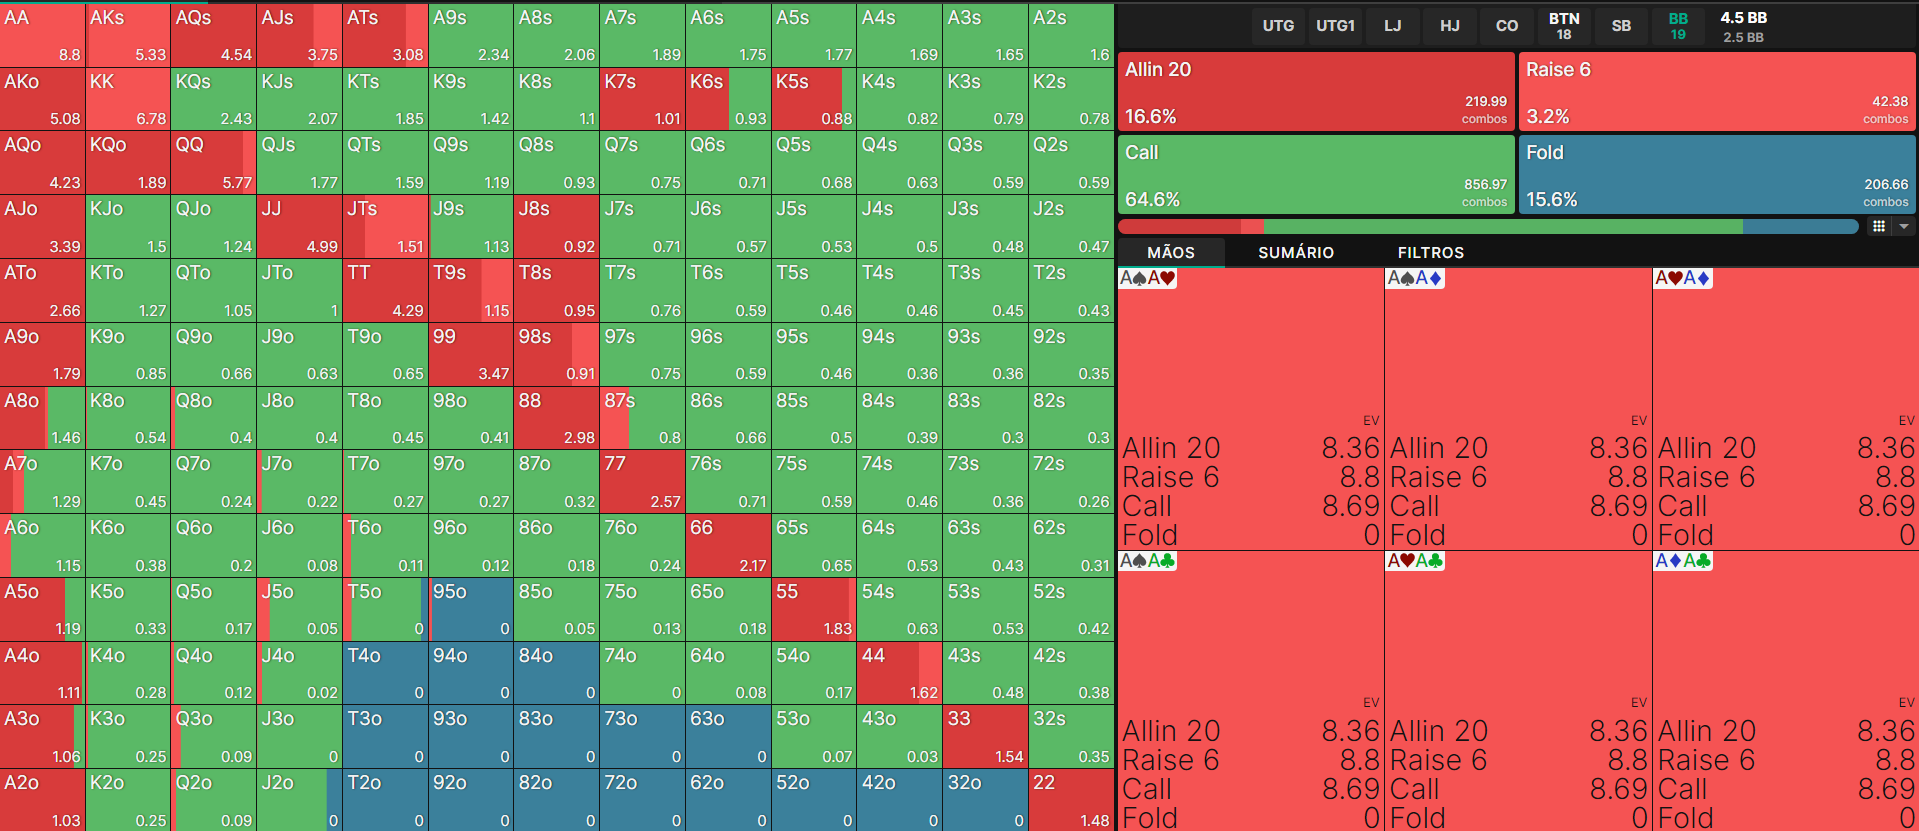 AA AKs AQs AJs ATs A9s A8s A7s A6s A5s A4s A3s A2s
8.8 5.33 4.54 3.75 3.08 2.34 2.06 1.89 1.75 1.77 1.69 1.65 1.6
AKo KK KQs KJs KTs K9s K8s K7s K6s K5s K4s K3s K2s
5.08 6.78 2.43 2.07 1.85 1.42 1.1 1.01 0.93 0.88 0.82 0.79 0.78
AQo KQo QQ QJs QTs Q9s Q8s Q7s Q6s Q5s Q4s Q3s Q2s
4.23 1.89 5.77 1.77 1.59 1.19 0.93 0.75 0.71 0.68 0.63 0.59 0.59
AJo KJo QJo JJ JTs J9s J8s J7s J6s J5s J4s J3s J2s
3.39 1.5 1.24 4.99 1.51 1.13 0.92 0.71 0.57 0.53 0.5 0.48 0.47
ATo KTo QTo JTo TT T9s T8s T7s T6s T5s T4s T3s T2s
2.66 1.27 1.05 1 4.29 1.15 0.95 0.76 0.59 0.46 0.46 0.45 0.43
A9o K9o Q9o J9o T9o 99 98s 97s 96s 95s 94s 93s 92s
1.79 0.85 0.66 0.63 0.65 3.47 0.91 0.75 0.59 0.46 0.36 0.36 0.35
A8o K8o Q8o J8o T8o 98o 88 87s 86s 85s 84s 83s 82s
1.46 0.54 0.4 0.4 0.45 0.41 2.98 0.8 0.66 0.5 0.39 0.3 0.3
A7o K7o Q7o J7o T7o 97o 87o 77 76s 75s 74s 73s 72s
1.29 0.45 0.24 0.22 0.27 0.27 0.32 2.57 0.71 0.59 0.46 0.36 0.26
A6o K6o Q6o J6o T6o 96o 86o 76o 66 65s 64s 63s 62s
1.15 0.38 0.2 0.08 0.11 0.12 0.18 0.24 2.17 0.65 0.53 0.43 0.31
A5o K5o Q5o J5o T5o 95o 85o 75o 65o 55 54s 53s 52s
1.19 0.33 0.17 0.05 0 0 0.05 0.13 0.18 1.83 0.63 0.53 0.42
A4o K4o Q4o J4o T4o 94o 84o 74o 64o 54o 44 43s 42s
1.11 0.28 0.12 0.02 0 0 0 0 0.08 0.17 1.62 0.48 0.38
A3o K3o Q3o J3o T3o 93o 83o 73o 63o 53o 43o 33 32s
1.06 0.25 0.09 0 0 0 0 0 0 0.07 0.03 1.54 0.35
A2o K2o Q2o J2o T2o 92o 82o 72o 62o 52o 42o 32o 22
1.03 0.25 0.09 0 0 0 0 0 0 0 0 0 1.48
UTG UTG1 LJ HJ CO BTN SB BB 4.5 BB
18 19 2.5 BB
Allin 20 Raise 6
219.99 42.38
16.6% combos 3.2% combos
Call Fold
856.97 206.66
64.6% combos 15.6% combos
MÃOS SUMÁRIO FILTROS
A♠A♥ A♠A♦ A♥A♦
EV EV EV
Allin 20 8.36 Allin 20 8.36 Allin 20 8.36
Raise 6 8.8 Raise 6 8.8 Raise 6 8.8
Call 8.69 Call 8.69 Call 8.69
Fold 0 Fold 0 Fold 0
A♠A♣ A♥A♣ A♦A♣
EV EV EV
Allin 20 8.36 Allin 20 8.36 Allin 20 8.36
Raise 6 8.8 Raise 6 8.8 Raise 6 8.8
Call 8.69 Call 8.69 Call 8.69
Fold 0 Fold 0 Fold 0